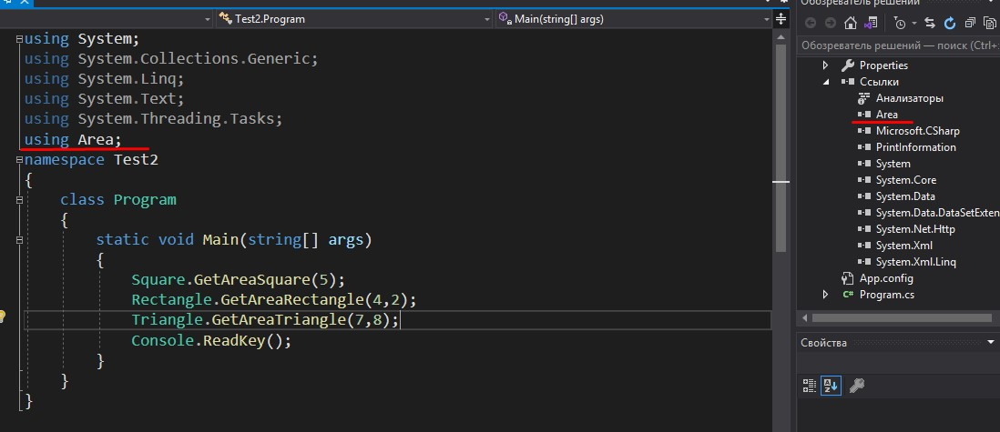 Test2.Program
Main(string[] args)
using System;
using System.Collections.Generic;
using System.Linq;
using System.Text;
using System.Threading.Tasks;
using Area;
namespace Test2
{
class Program
{
static void Main(string[] args)
{
Square.GetAreaSquare(5);
Rectangle.GetAreaRectangle(4,2);
Triangle.GetAreaTriangle(7,8);
Console.ReadKey();
}
}
}
Обозреватель решений
Обозреватель решений — поиск (Ctrl+;
Properties
Ссылки
Анализаторы
Area
Microsoft.CSharp
PrintInformation
System
System.Core
System.Data
System.Data.DataSetExten
System.Net.Http
System.Xml
System.Xml.Linq
App.config
C# Program.cs
Свойства